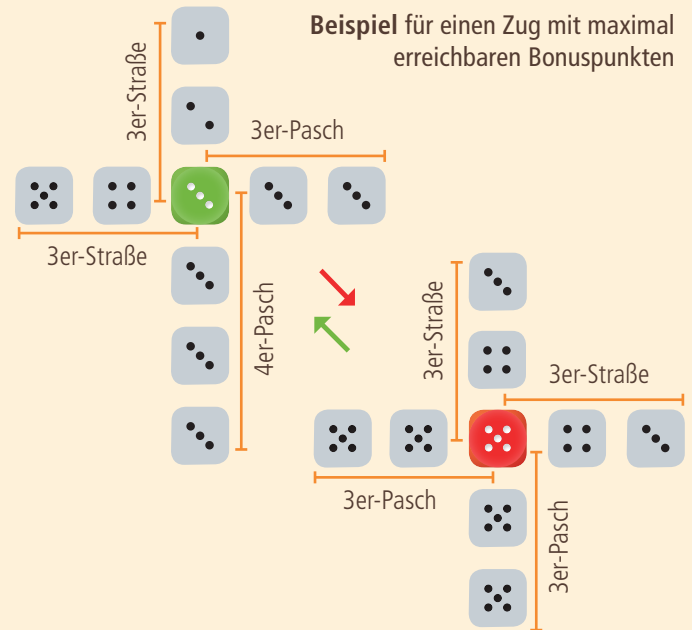 Beispiel für einen Zug mit maximal
erreichbaren Bonuspunkten
3er-Straße
3er-Pasch
3er-Straße
4er-Pasch
3er-Straße
3er-Straße
3er-Pasch
3er-Pasch